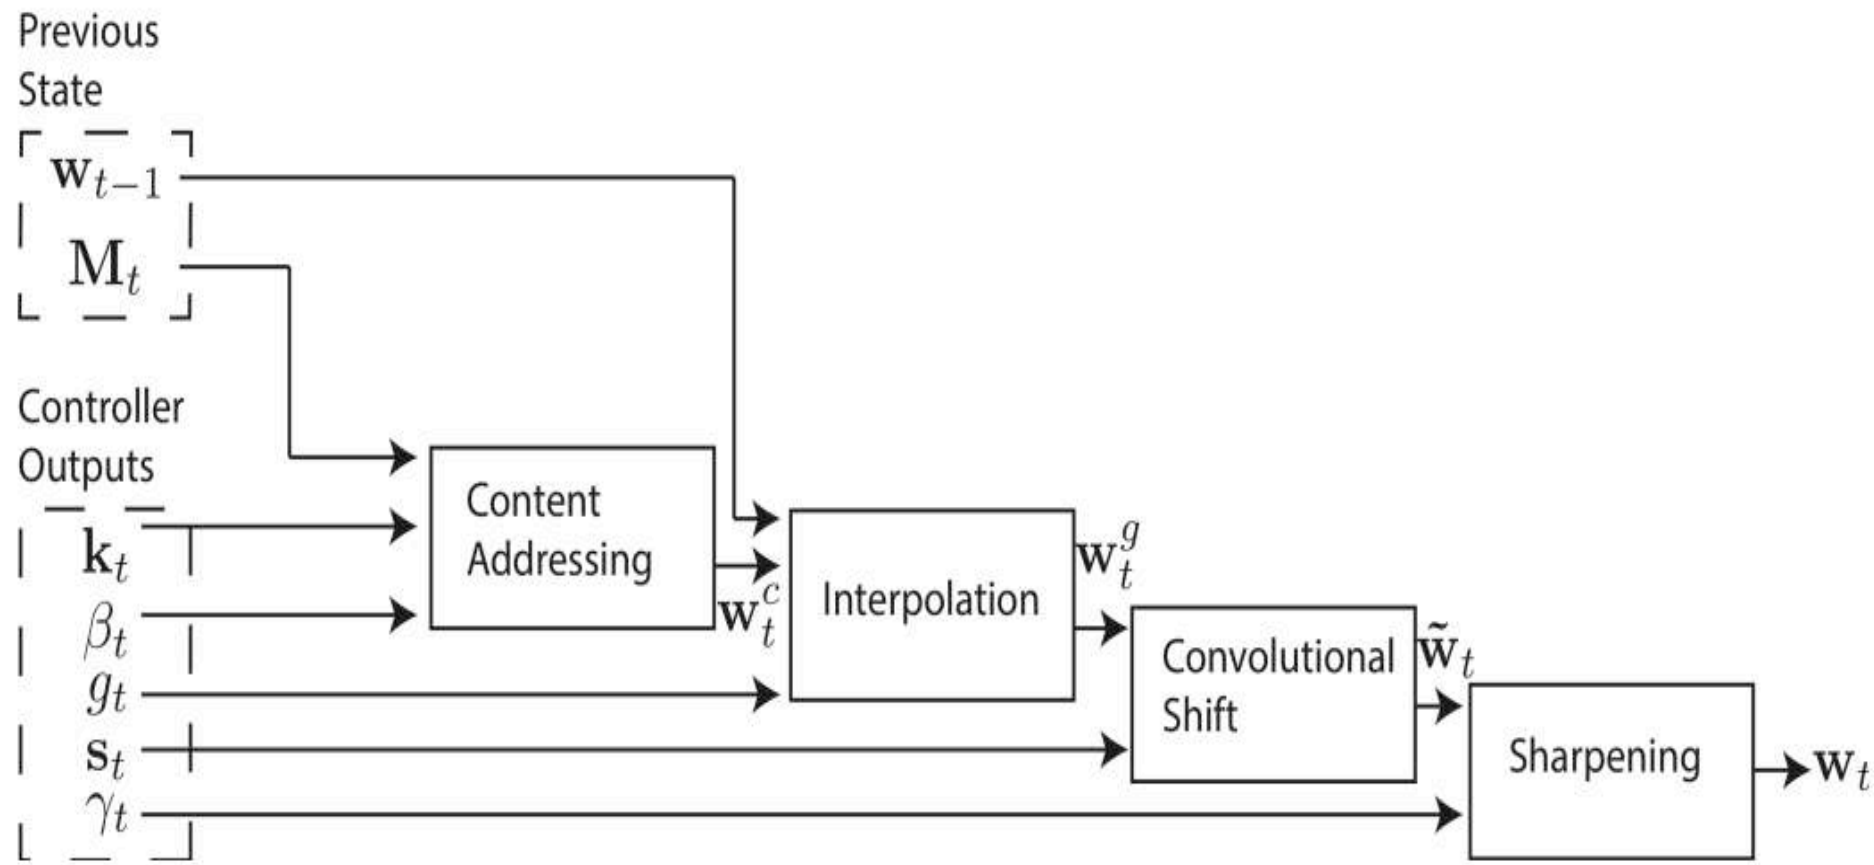 Previous
State
w_{t−1}
M_t
Controller
Outputs
k_t
β_t
g_t
s_t
γ_t
Content
Addressing
w_t^c
Interpolation
w_t^g
Convolutional
Shift
w̃_t
Sharpening
w_t